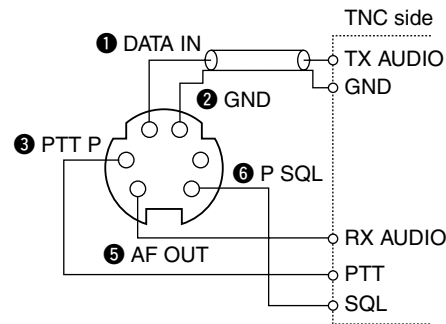 TNC side
❶ DATA IN
TX AUDIO
❷ GND
GND
❸ PTT P
❻ P SQL
❺ AF OUT
RX AUDIO
PTT
SQL